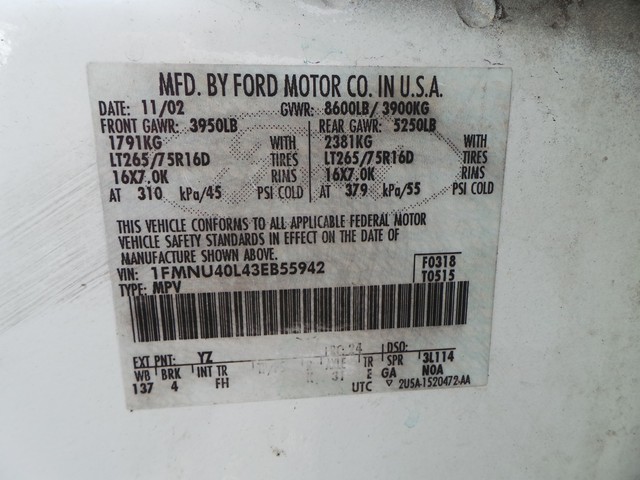 MFD. BY FORD MOTOR CO. IN U.S.A.
DATE: 11/02 GVWR: 8600LB/ 3900KG
FRONT GAWR: 3950LB REAR GAWR: 5250LB
1791KG WITH 2381KG WITH
LT265/75R16D TIRES LT265/75R16D TIRES
16X7.0K RIMS 16X7.0K RIMS
AT 310 kPa/45 PSI COLD AT 379 kPa/55 PSI COLD
THIS VEHICLE CONFORMS TO ALL APPLICABLE FEDERAL MOTOR
VEHICLE SAFETY STANDARDS IN EFFECT ON THE DATE OF
MANUFACTURE SHOWN ABOVE.
VIN: 1FMNU40L43EB55942 F0318
TYPE: MPV T0515
EXT PNT: YZ RC: 24 DSO:
WB BRK INT TR AXLE TR SPR 3L114
137 4 FH 31 E GA N0A
UTC 2U5A-1520472-AA